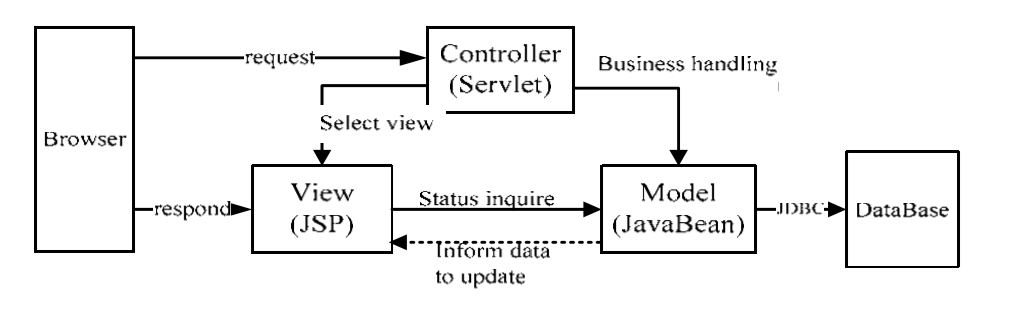 request
Controller
(Servlet)
Business handling
Browser
Select view
respond
View
(JSP)
Status inquire
Model
(JavaBean)
JDBC
DataBase
Inform data
to update